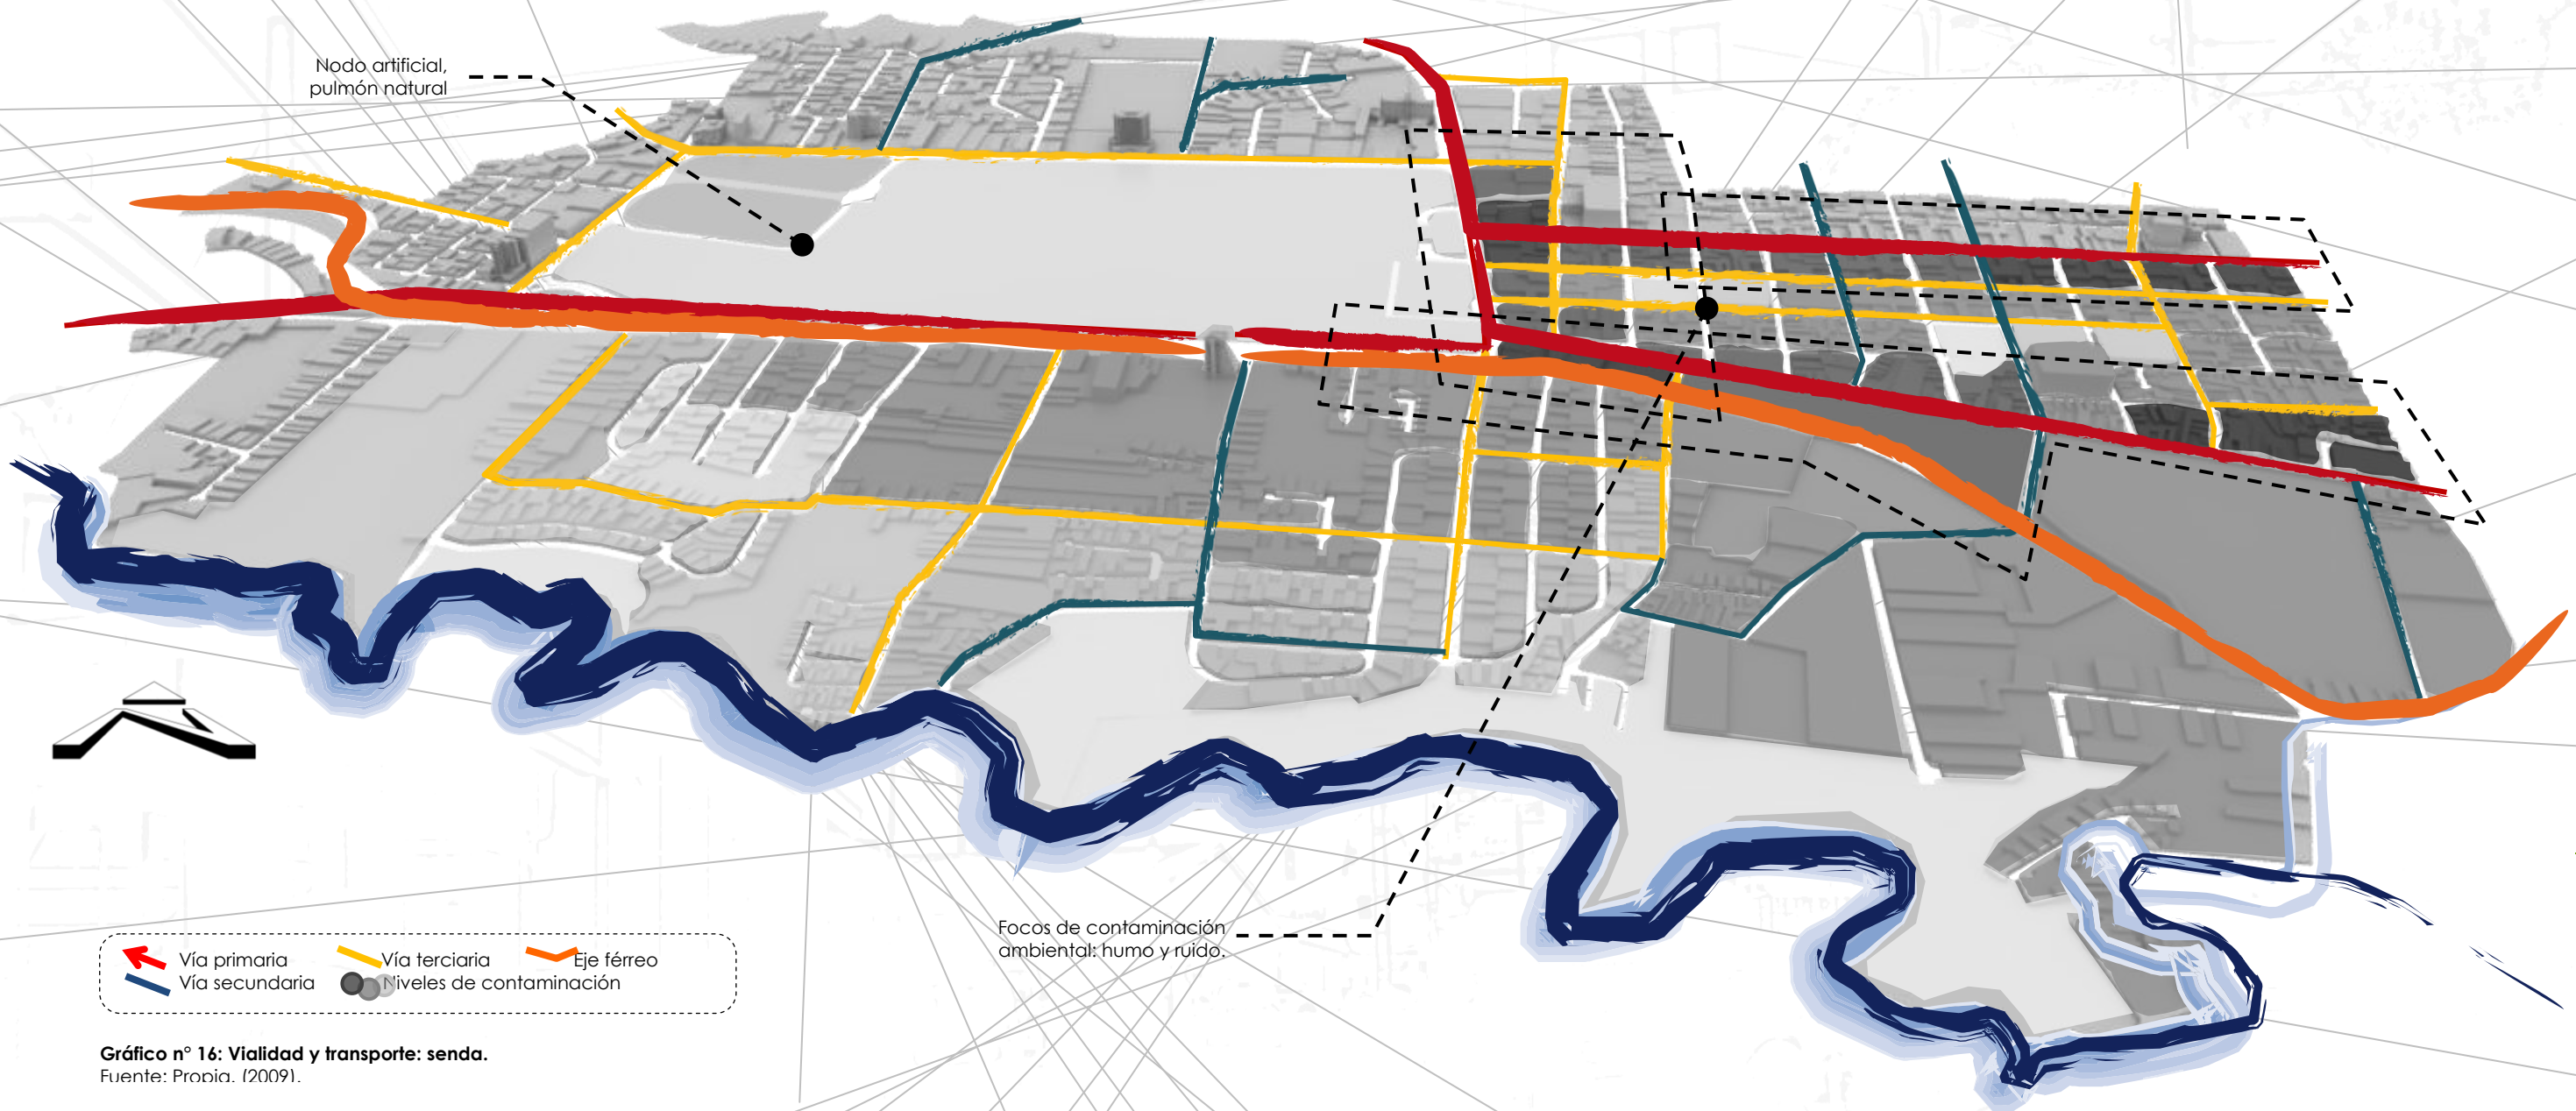 Nodo artificial,
pulmón natural
Focos de contaminación
ambiental: humo y ruido.
Vía primaria
Vía terciaria
Eje férreo
Vía secundaria
Niveles de contaminación
Gráfico n° 16: Vialidad y transporte: senda.
Fuente: Propia. (2009).